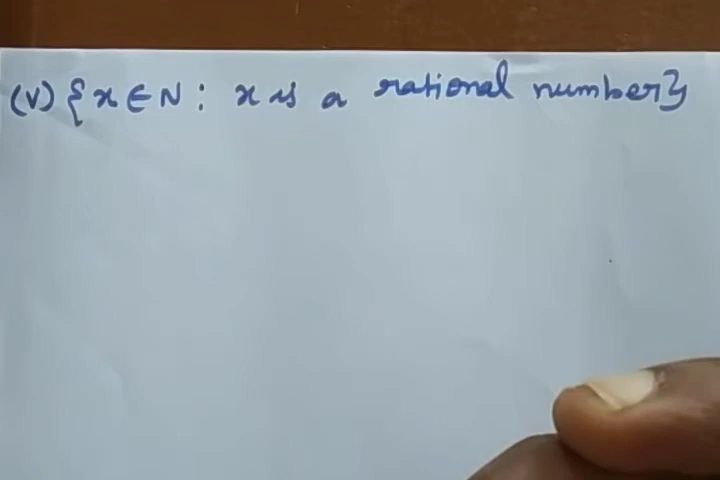 (V) {x ∈ N : x is a rational number}